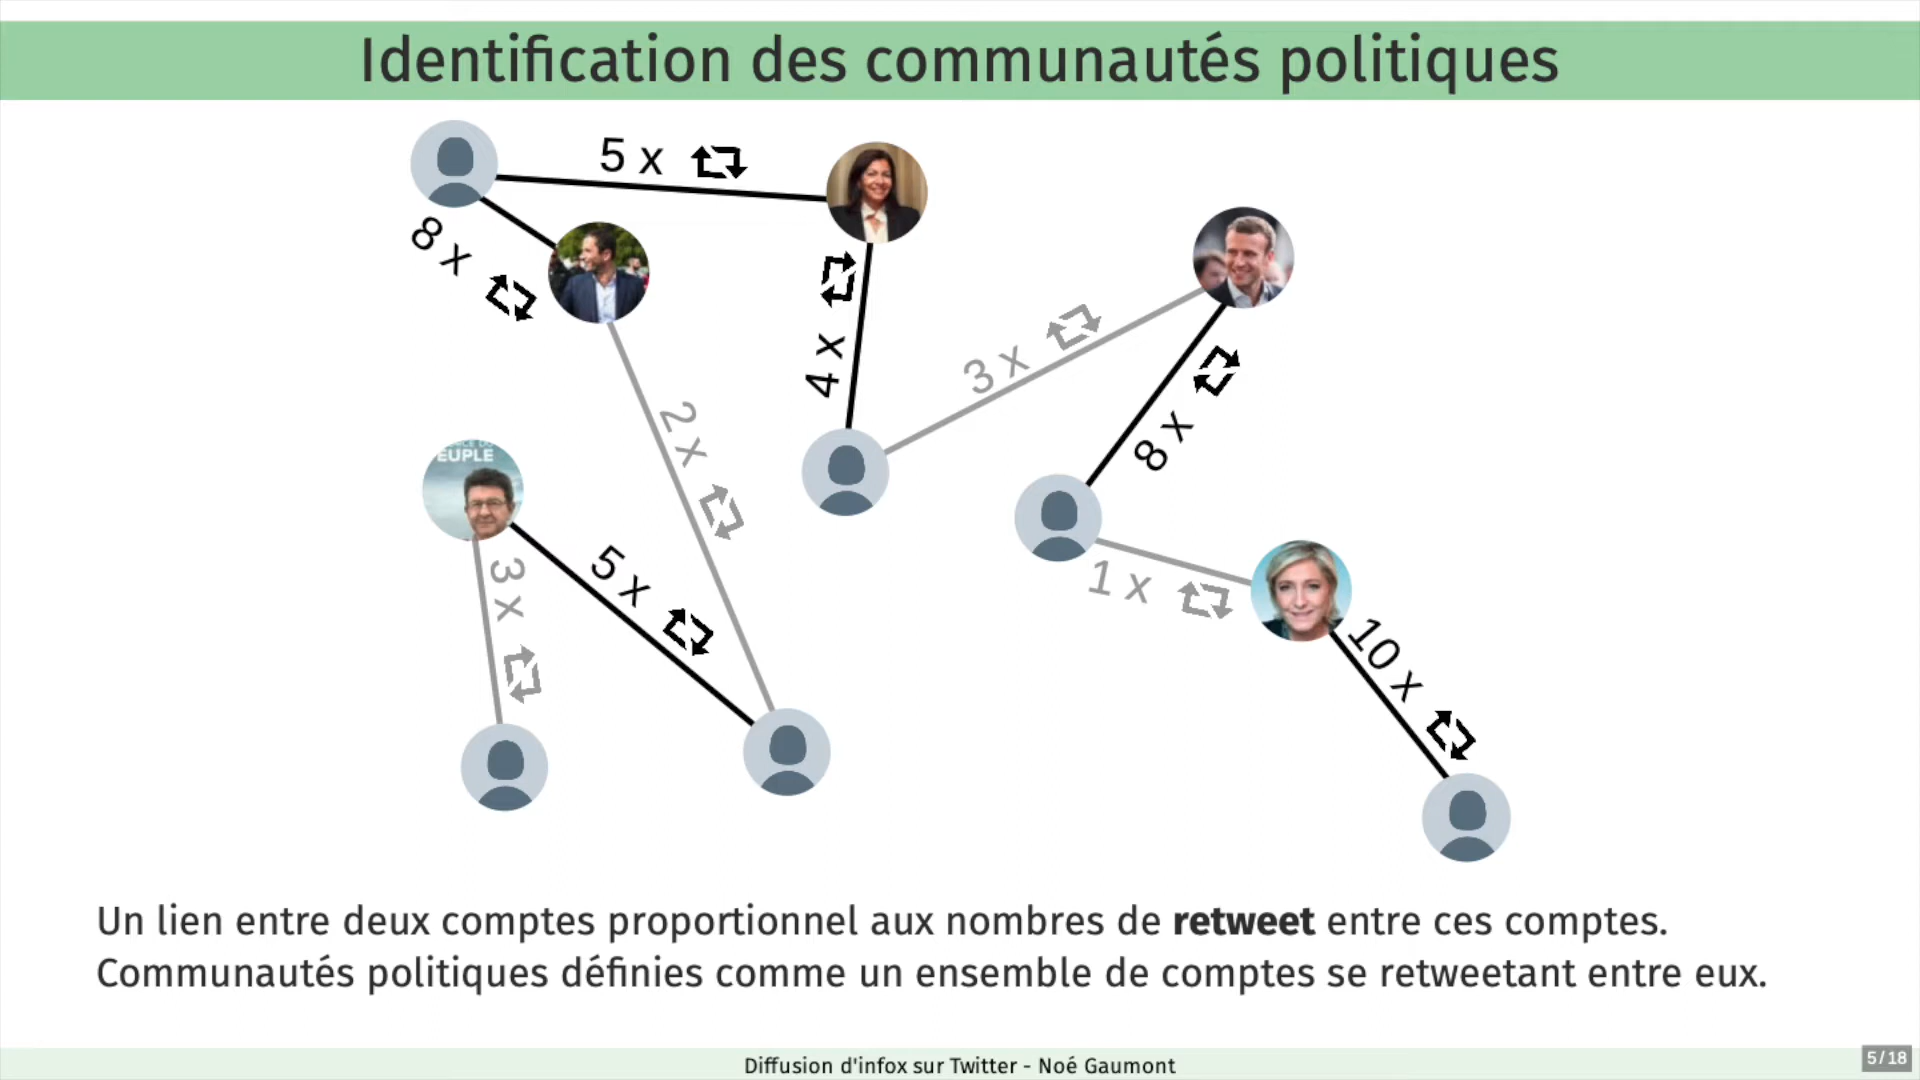 Identification des communautés politiques
5 x
8 x
4 x
3 x
2 x
8 x
EUPLE
5 x
3 x
1 x
10 x
Un lien entre deux comptes proportionnel aux nombres de retweet entre ces comptes.
Communautés politiques définies comme un ensemble de comptes se retweetant entre eux.
Diffusion d'infox sur Twitter - Noé Gaumont
5/18